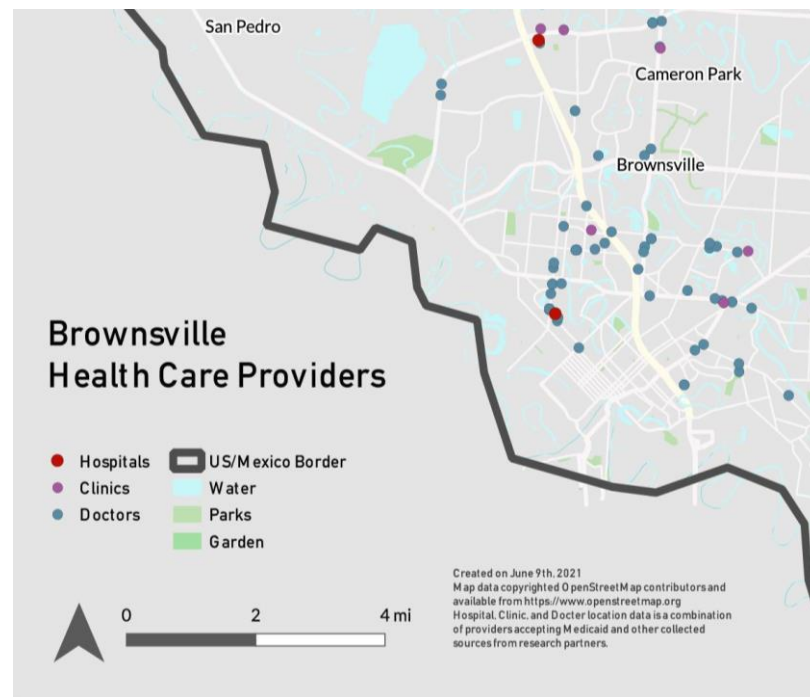 San Pedro
Cameron Park
Brownsville
Brownsville
Health Care Providers
Hospitals
Clinics
Doctors
US/Mexico Border
Water
Parks
Garden
0 2 4 mi
Created on June 9th, 2021
Map data copyrighted OpenStreetMap contributors and
available from https://www.openstreetmap.org
Hospital, Clinic, and Docter location data is a combination
of providers accepting Medicaid and other collected
sources from research partners.